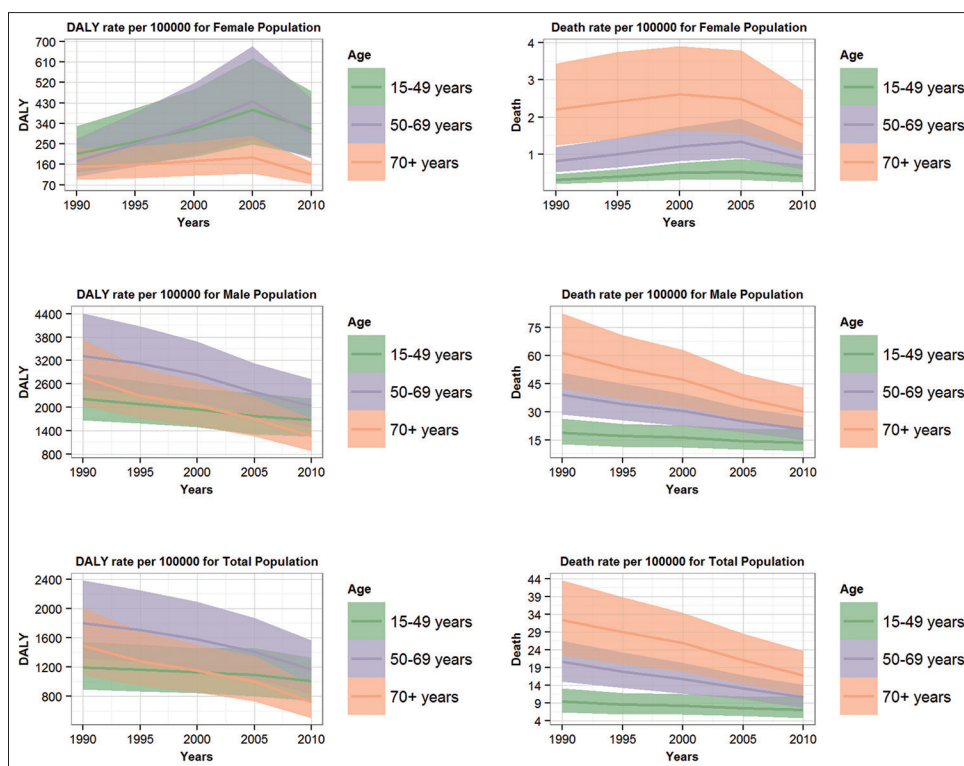 DALY rate per 100000 for Female Population
700
610
520
430
340
250
160
70
DALY
1990 1995 2000 2005 2010
Years
Age
15-49 years
50-69 years
70+ years
Death rate per 100000 for Female Population
4
3
2
1
Death
1990 1995 2000 2005 2010
Years
Age
15-49 years
50-69 years
70+ years
DALY rate per 100000 for Male Population
4400
3800
3200
2600
2000
1400
800
DALY
1990 1995 2000 2005 2010
Years
Age
15-49 years
50-69 years
70+ years
Death rate per 100000 for Male Population
75
60
45
30
15
Death
1990 1995 2000 2005 2010
Years
Age
15-49 years
50-69 years
70+ years
DALY rate per 100000 for Total Population
2400
2000
1600
1200
800
DALY
1990 1995 2000 2005 2010
Years
Age
15-49 years
50-69 years
70+ years
Death rate per 100000 for Total Population
44
39
34
29
24
19
14
9
4
Death
1990 1995 2000 2005 2010
Years
Age
15-49 years
50-69 years
70+ years